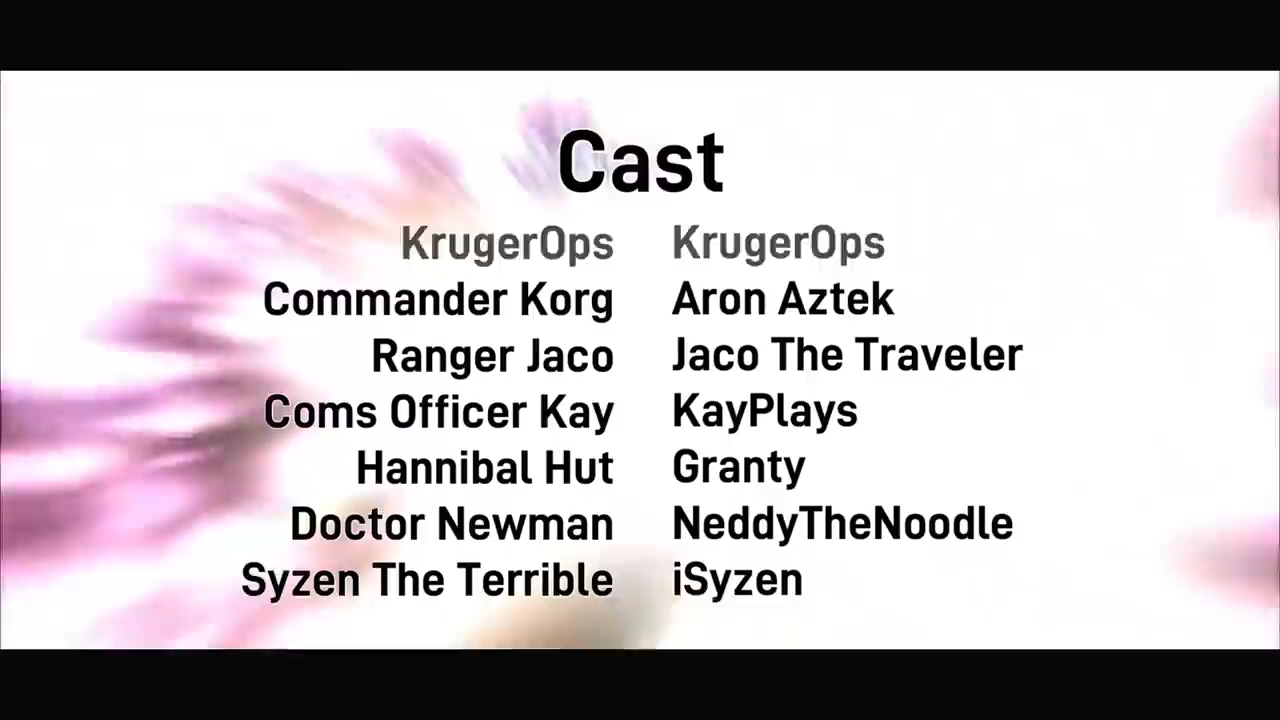 Cast
KrugerOps KrugerOps
Commander Korg Aron Aztek
Ranger Jaco Jaco The Traveler
Coms Officer Kay KayPlays
Hannibal Hut Granty
Doctor Newman NeddyTheNoodle
Syzen The Terrible iSyzen